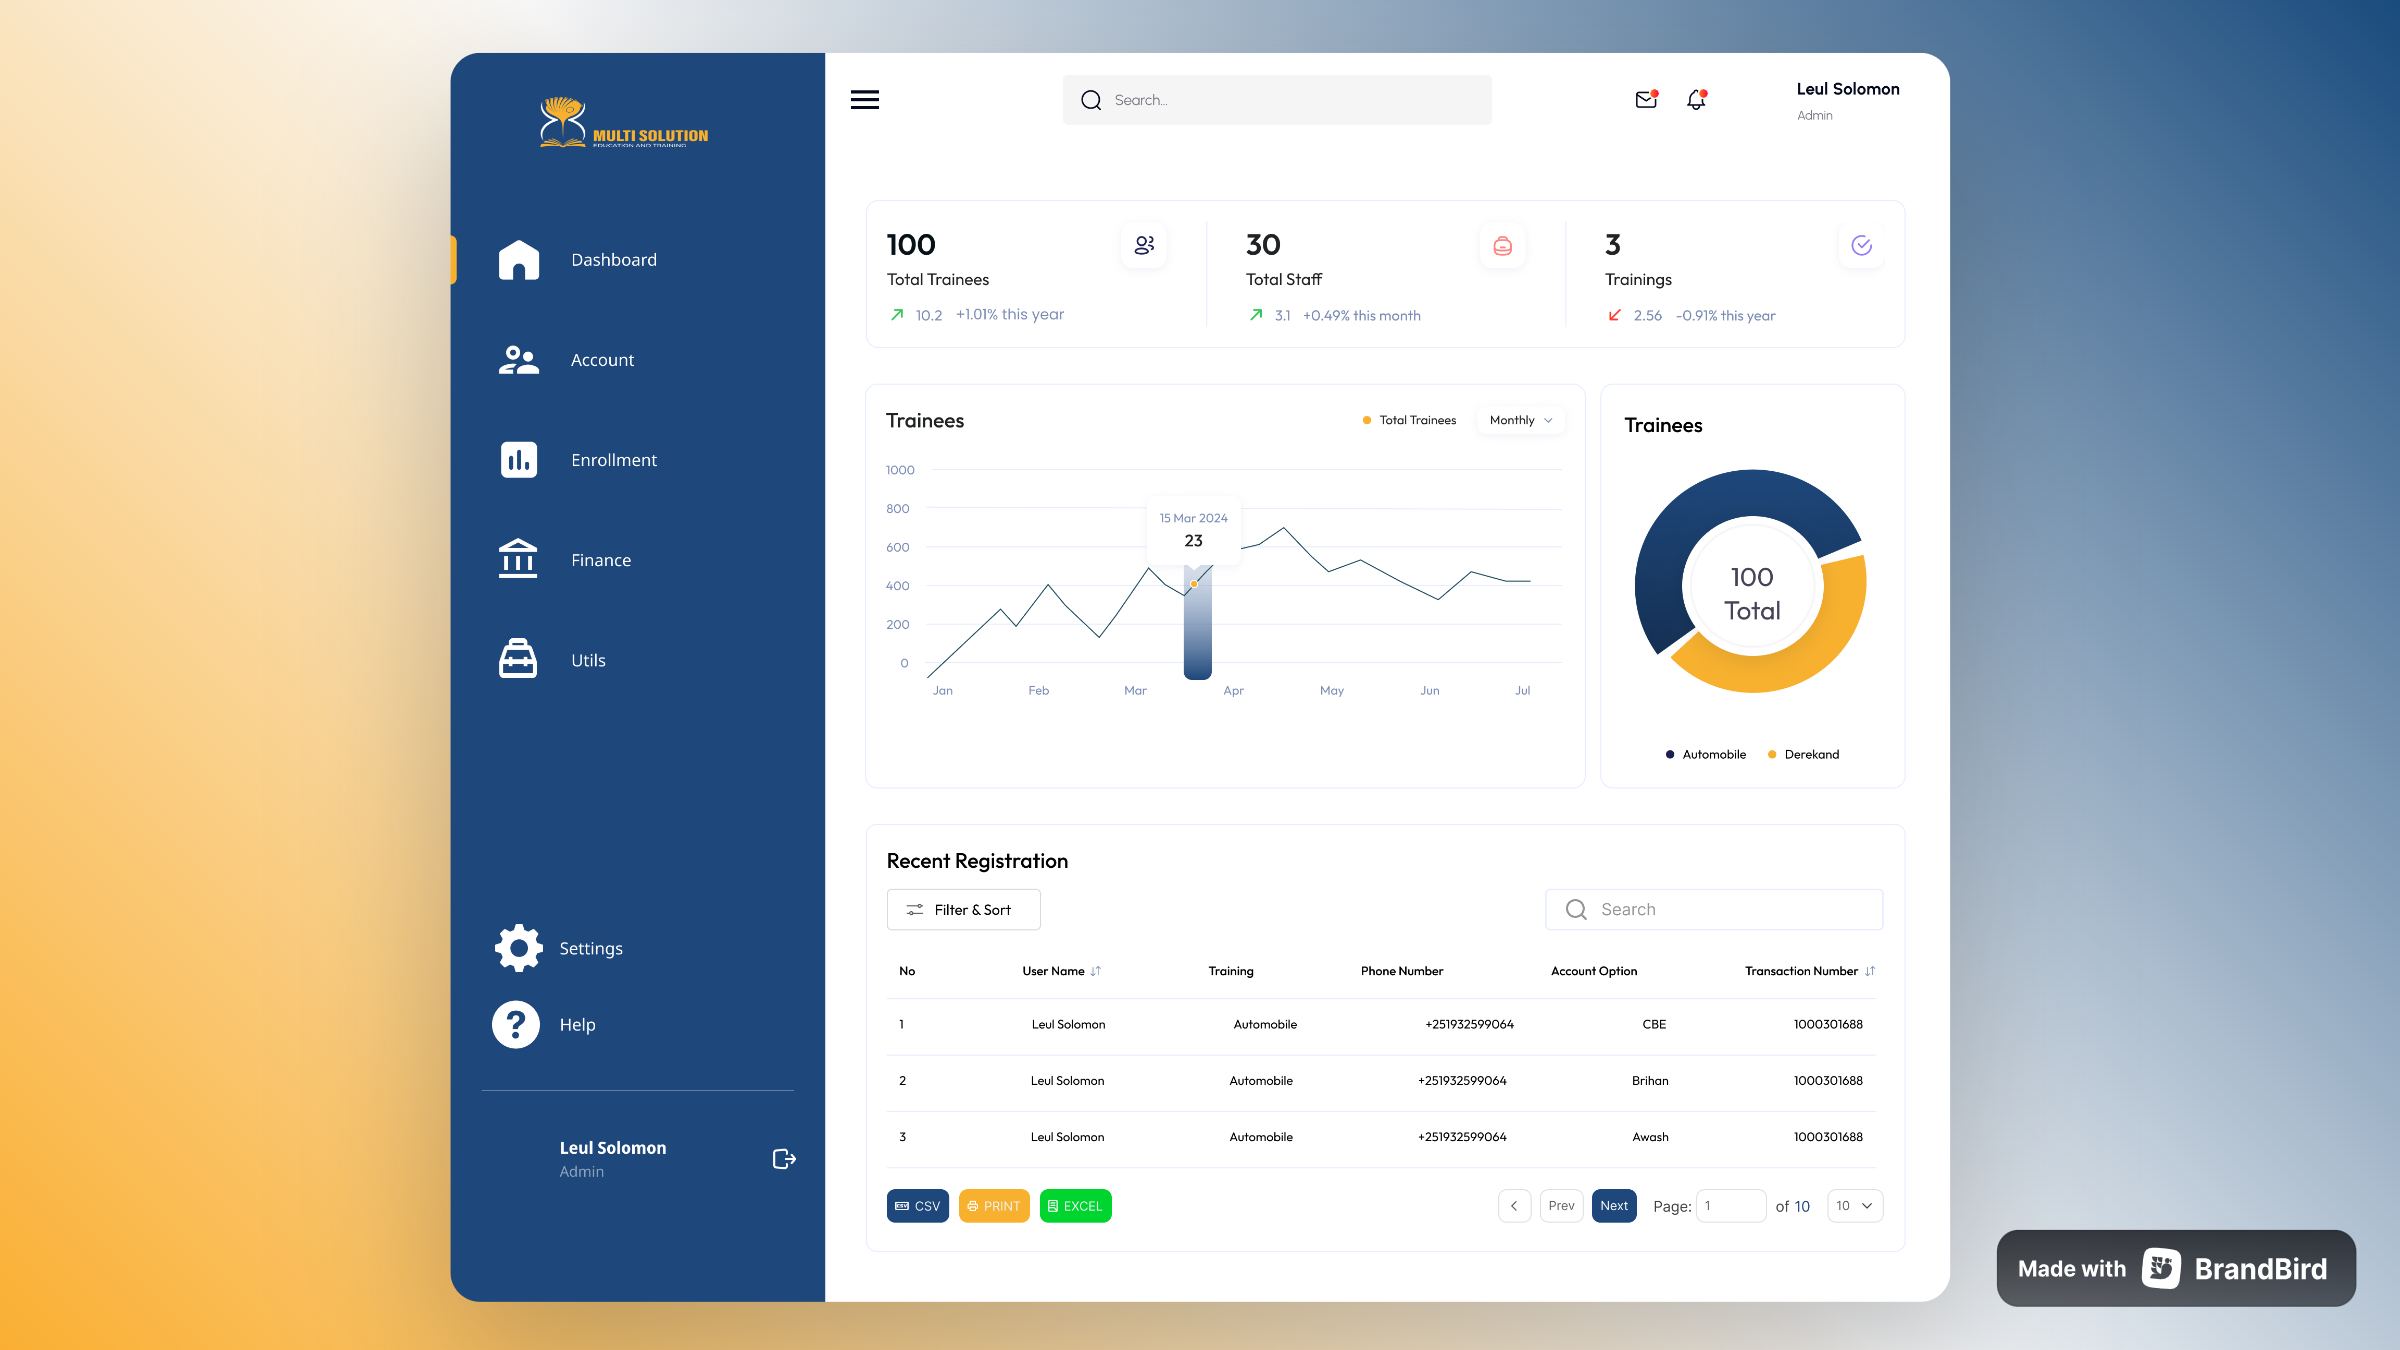 MULTI SOLUTION
EDUCATION AND TRAINING
Dashboard
Account
Enrollment
Finance
Utils
Settings
Help
Leul Solomon
Admin
Search...
Leul Solomon
Admin
100
Total Trainees
10.2 +1.01% this year
30
Total Staff
3.1 +0.49% this month
3
Trainings
2.56 -0.91% this year
Trainees
Total Trainees Monthly
1000
800
600
400
200
0
15 Mar 2024
23
Jan Feb Mar Apr May Jun Jul
Trainees
100
Total
Automobile Derekand
Recent Registration
Filter & Sort
Search
No User Name Training Phone Number Account Option Transaction Number
1 Leul Solomon Automobile +251932599064 CBE 1000301688
2 Leul Solomon Automobile +251932599064 Brihan 1000301688
3 Leul Solomon Automobile +251932599064 Awash 1000301688
CSV PRINT EXCEL
Prev Next Page: 1 of 10 10
Made with BrandBird